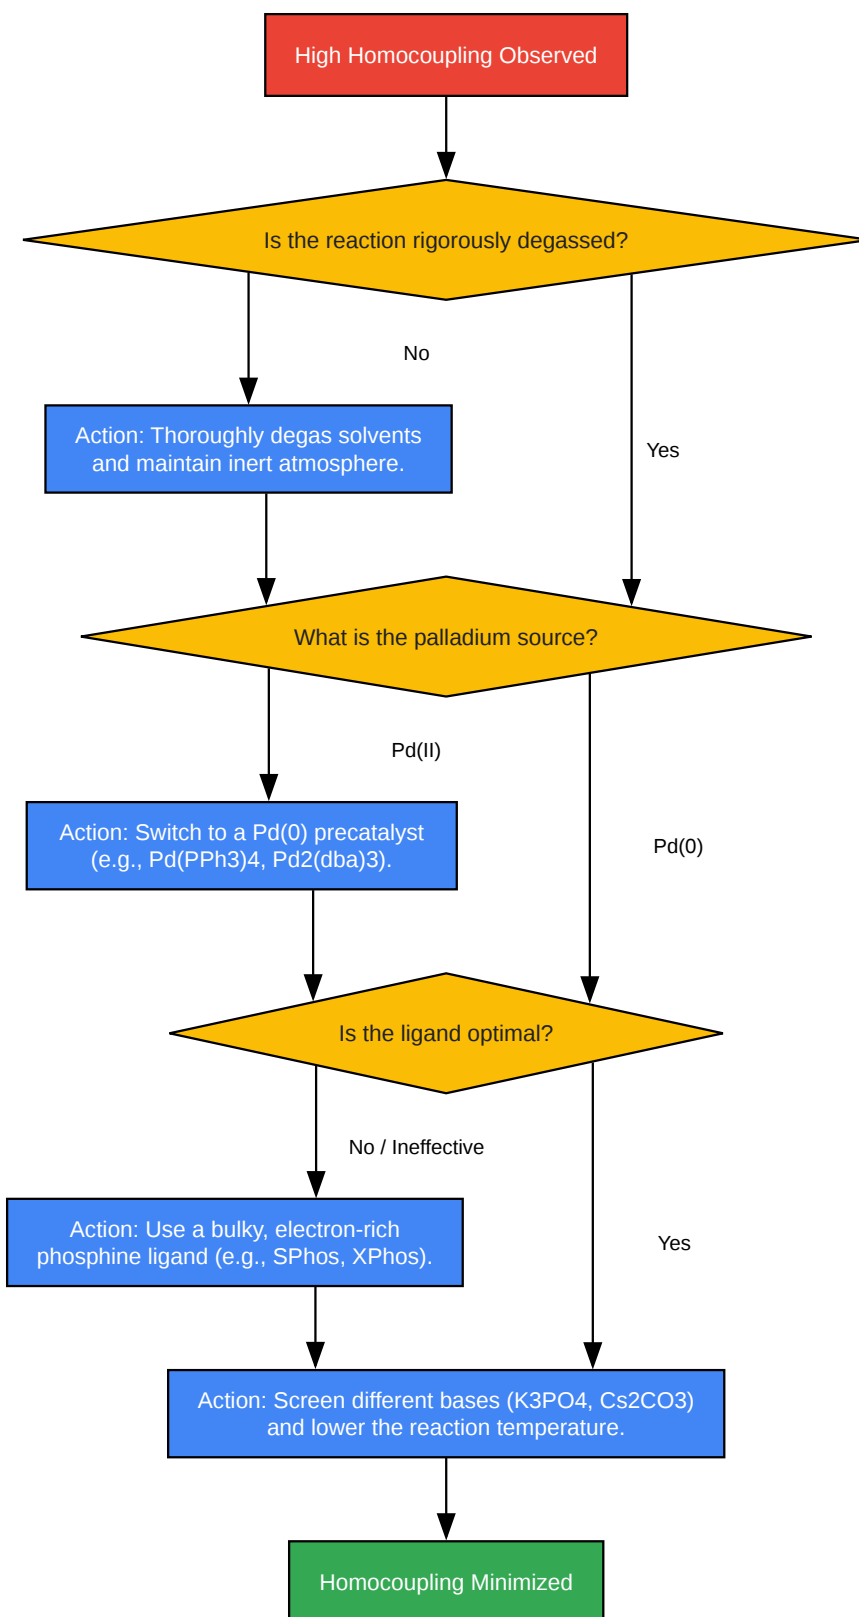 High Homocoupling Observed
Is the reaction rigorously degassed?
No
Action: Thoroughly degas solvents
and maintain inert atmosphere.
Yes
What is the palladium source?
Pd(II)
Action: Switch to a Pd(0) precatalyst
(e.g., Pd(PPh3)4, Pd2(dba)3).
Pd(0)
Is the ligand optimal?
No / Ineffective
Action: Use a bulky, electron-rich
phosphine ligand (e.g., SPhos, XPhos).
Yes
Action: Screen different bases (K3PO4, Cs2CO3)
and lower the reaction temperature.
Homocoupling Minimized